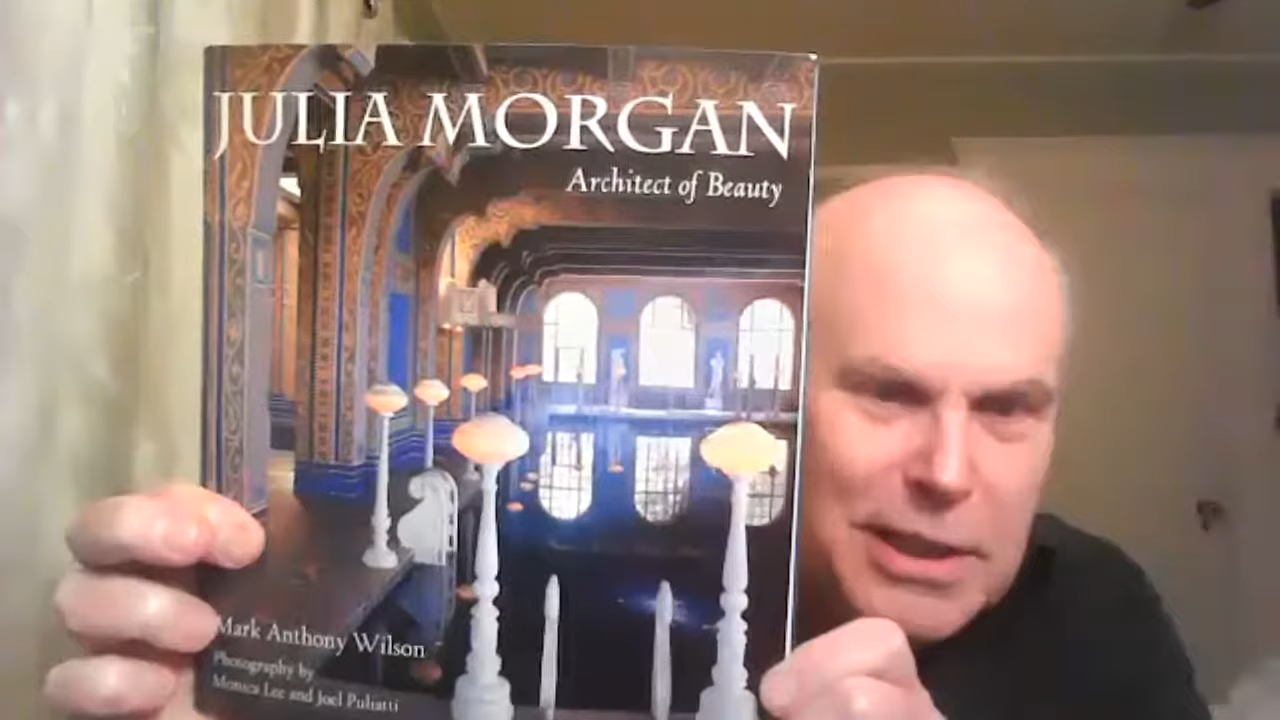 JULIA MORGAN
Architect of Beauty
Mark Anthony Wilson
Photography by
Monica Lee and Joel Puliatti